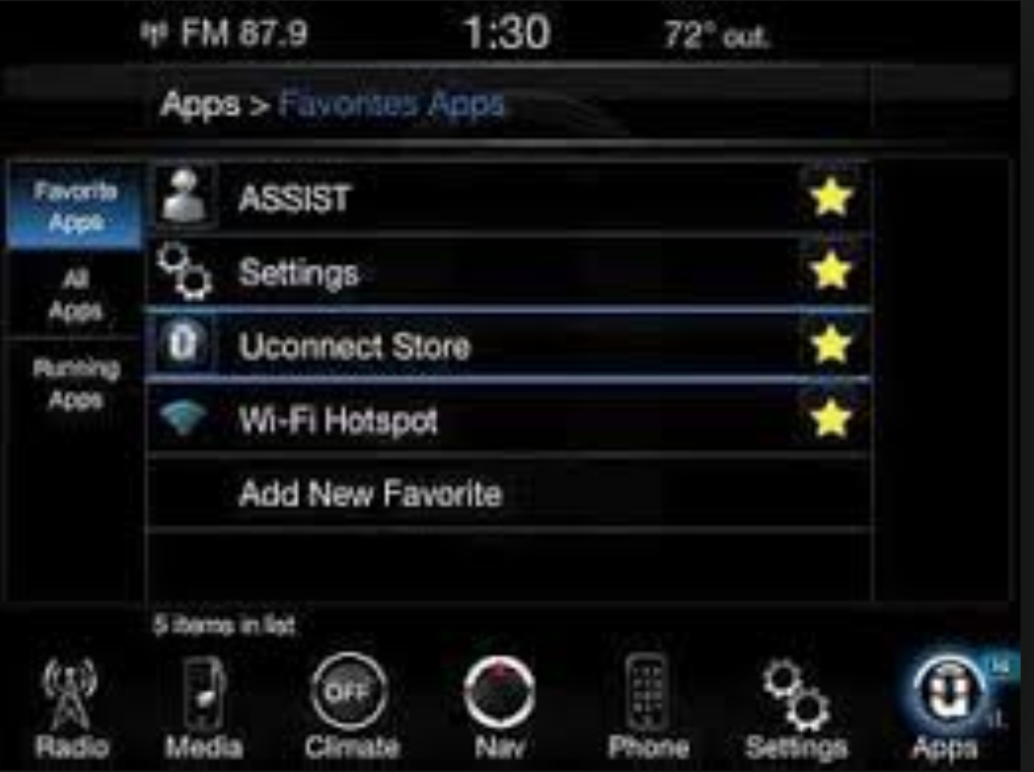 FM 87.9 1:30 72° out.
Apps > Favorites Apps
Favorite
Apps
All
Apps
Running
Apps
ASSIST
Settings
Uconnect Store
Wi-Fi Hotspot
Add New Favorite
5 items in list
OFF
Radio Media Climate Nav Phone Settings Apps